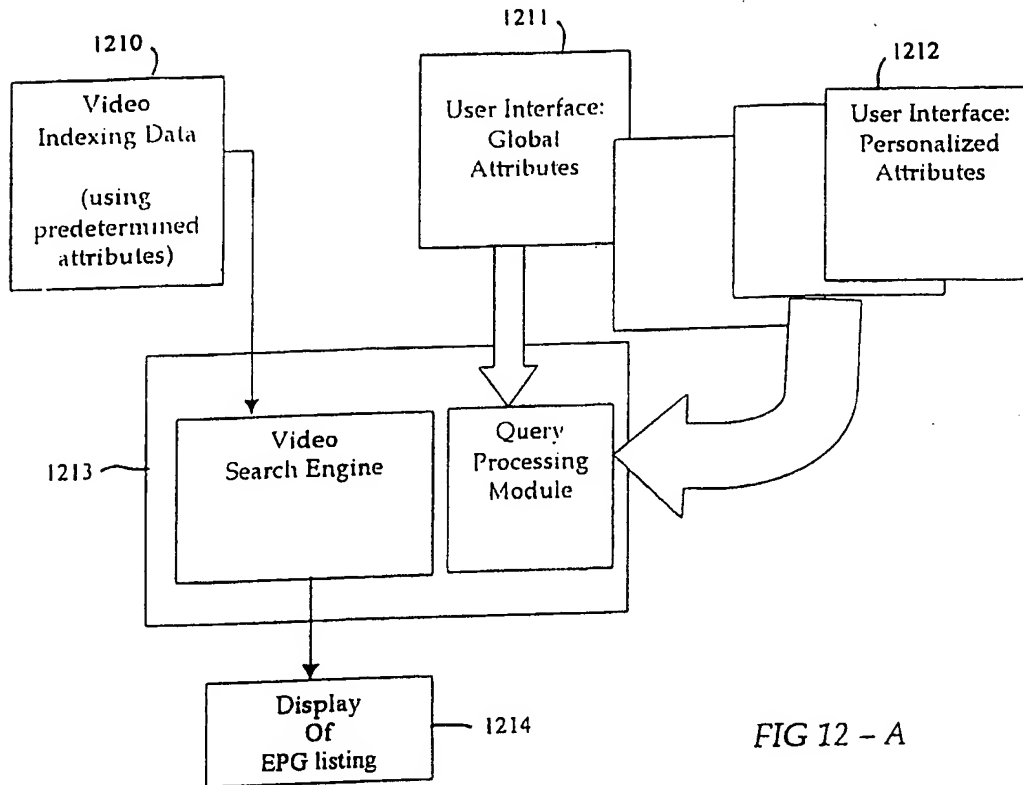 1210
1211
1212
Video
Indexing Data
(using
predetermined
attributes)
User Interface:
Global
Attributes
User Interface:
Personalized
Attributes
1213
Video
Search Engine
Query
Processing
Module
Display
Of
EPG listing
1214
FIG 12 – A